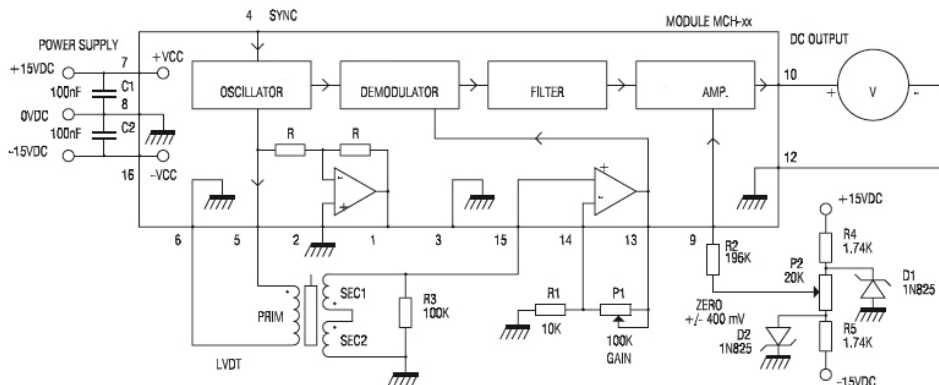 4 SYNC
MODULE MCH-xx
POWER SUPPLY
DC OUTPUT
7
+VCC
+15VDC
C1
100nF
8
0VDC
C2
100nF
-15VDC
16
-VCC
OSCILLATOR
DEMODULATOR
FILTER
AMP.
10
+
V
-
12
R
R
-
+
+
-
6
5
2
1
3
15
14
13
9
+15VDC
R4
1.74K
R2
196K
P2
20K
D1
1N825
SEC1
PRIM
SEC2
R3
100K
R1
10K
P1
100K
GAIN
ZERO
+/- 400 mV
D2
1N825
R5
1.74K
LVDT
-15VDC